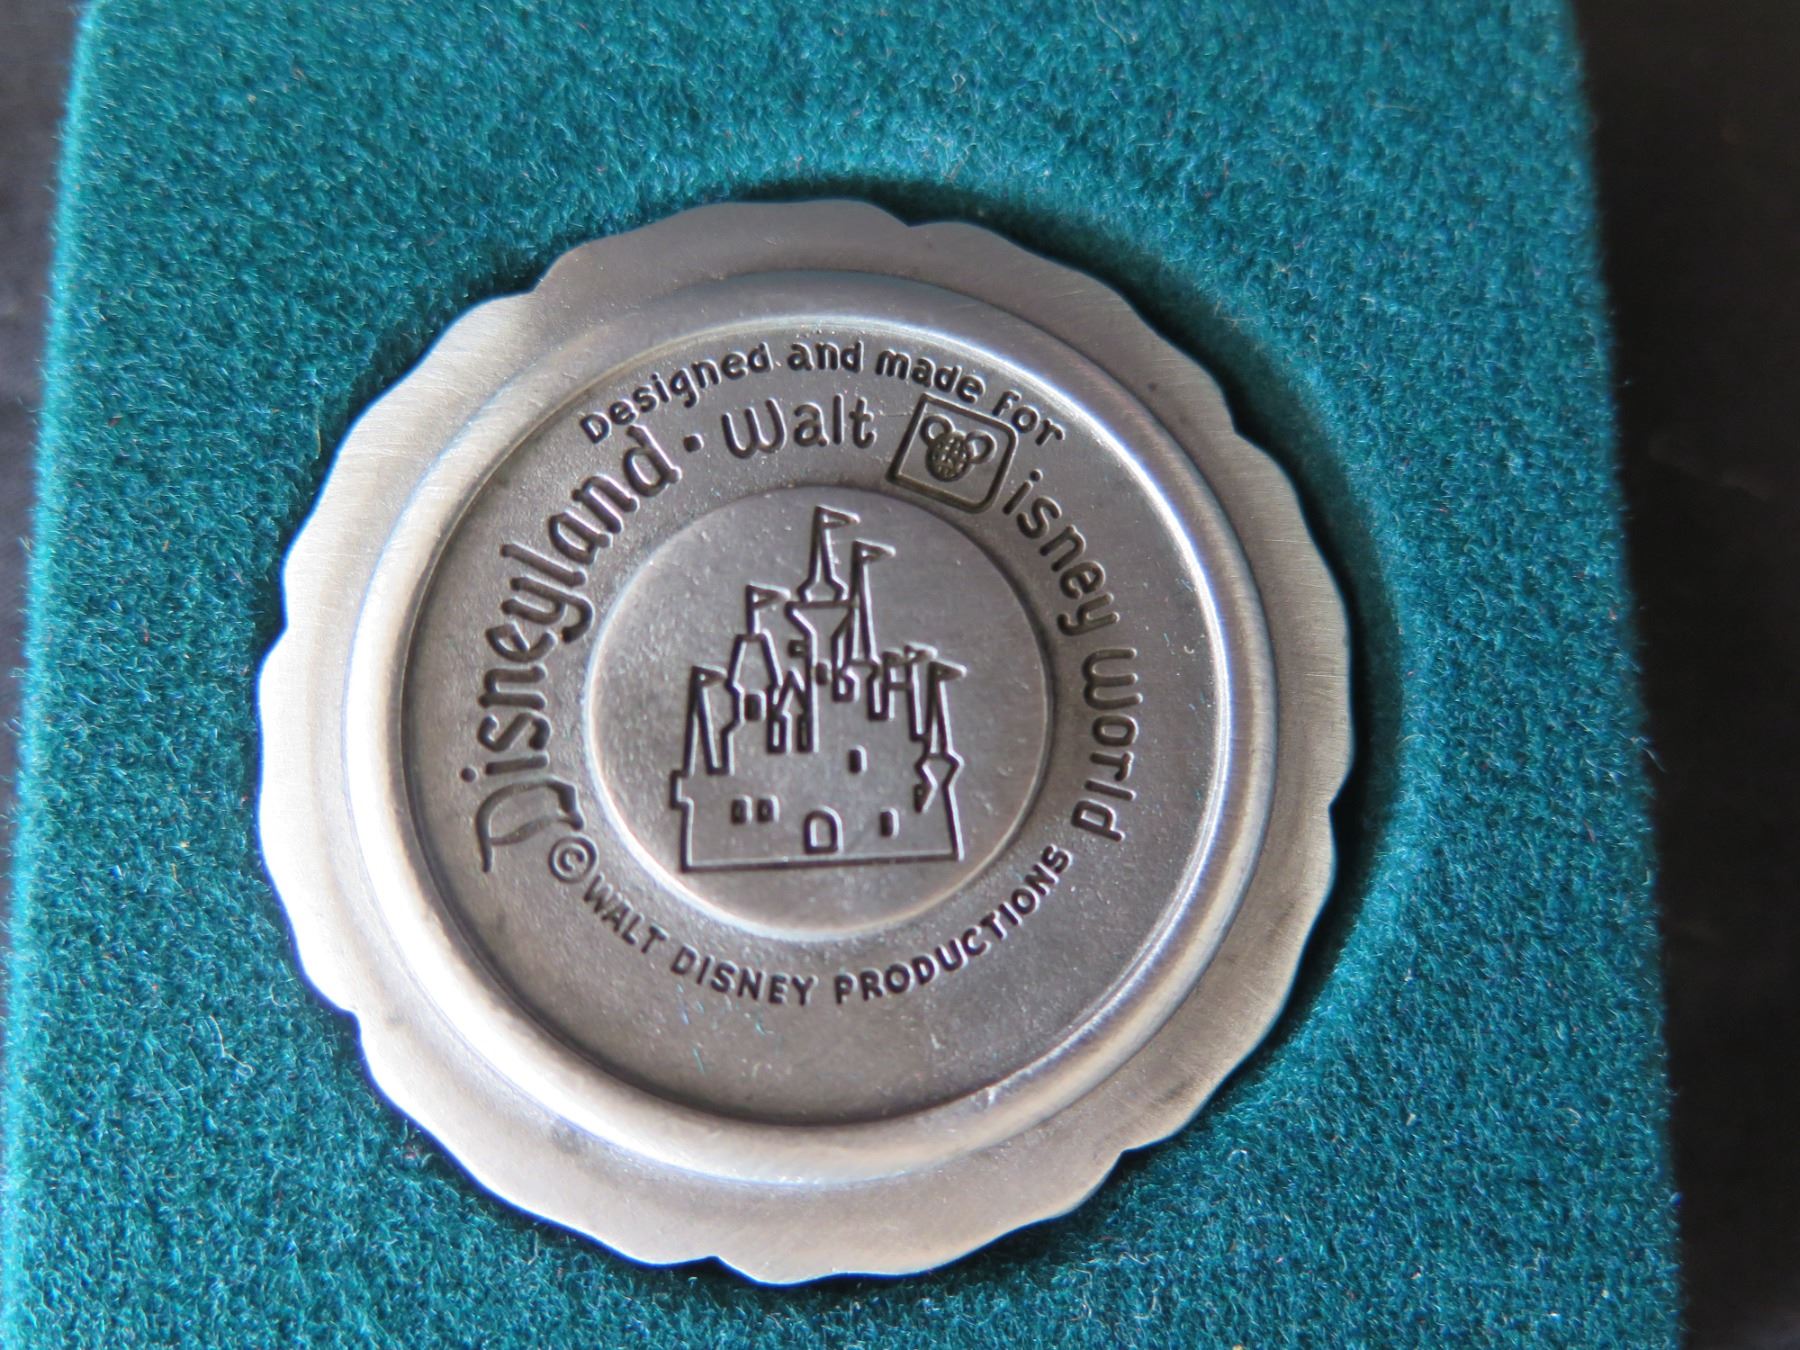 Designed and made for
Disneyland · Walt Disney World
© WALT DISNEY PRODUCTIONS